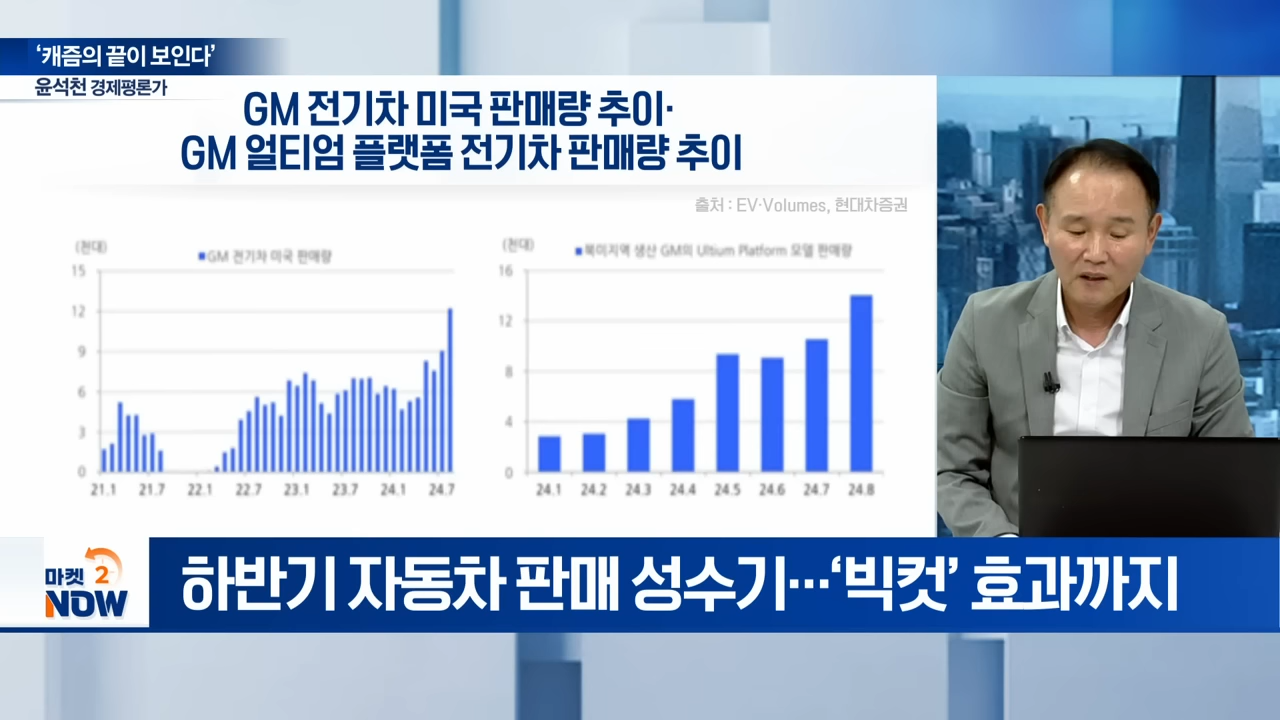 ‘캐즘의 끝이 보인다’
윤석천 경제평론가
GM 전기차 미국 판매량 추이·
GM 얼티엄 플랫폼 전기차 판매량 추이
출처 : EV·Volumes, 현대차증권
(천대)
GM 전기차 미국 판매량
15
12
9
6
3
0
21.1 21.7 22.1 22.7 23.1 23.7 24.1 24.7
(천대)
북미지역 생산 GM의 Ultium Platform 모델 판매량
16
12
8
4
0
24.1 24.2 24.3 24.4 24.5 24.6 24.7 24.8
마켓 2
NOW
하반기 자동차 판매 성수기…‘빅컷’ 효과까지